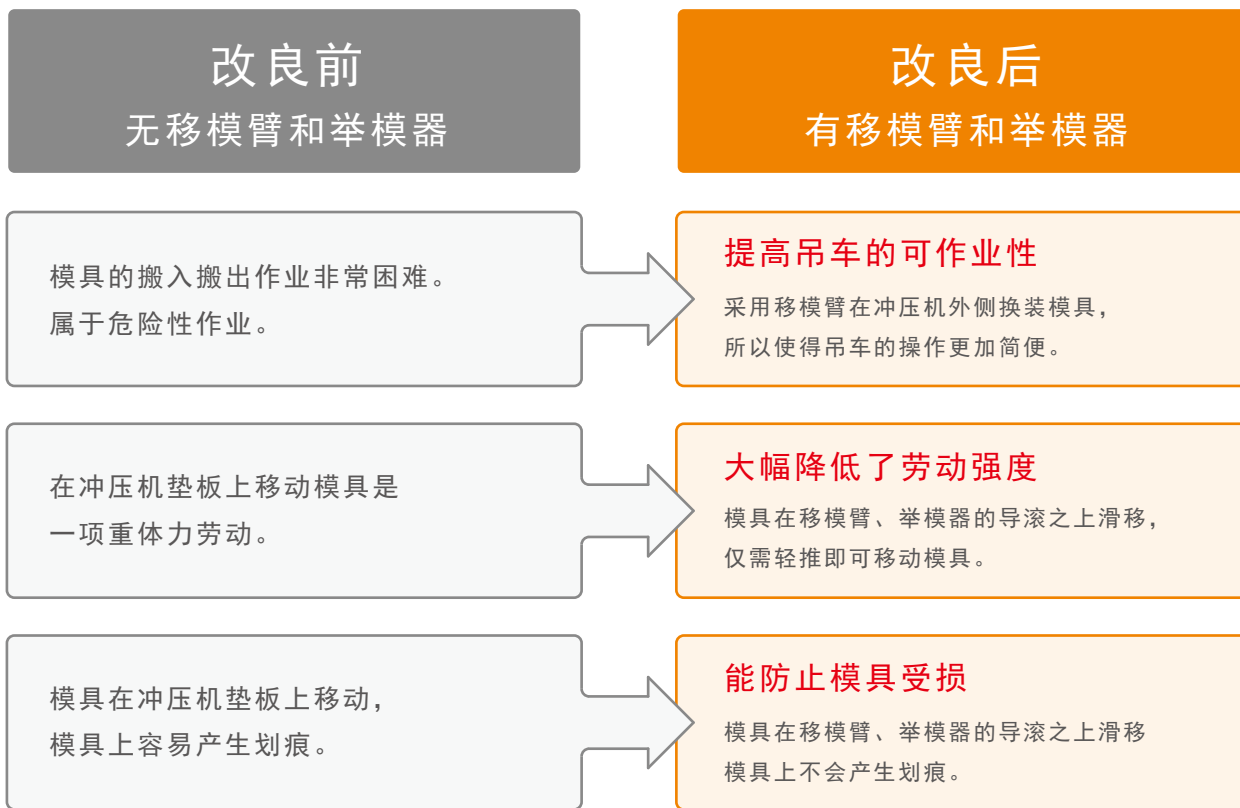 改良前
无移模臂和举模器
改良后
有移模臂和举模器
模具的搬入搬出作业非常困难。
属于危险性作业。
提高吊车的可作业性
采用移模臂在冲压机外侧换装模具，
所以使得吊车的操作更加简便。
在冲压机垫板上移动模具是
一项重体力劳动。
大幅降低了劳动强度
模具在移模臂、举模器的导滚之上滑移，
仅需轻推即可移动模具。
模具在冲压机垫板上移动，
模具上容易产生划痕。
能防止模具受损
模具在移模臂、举模器的导滚之上滑移
模具上不会产生划痕。